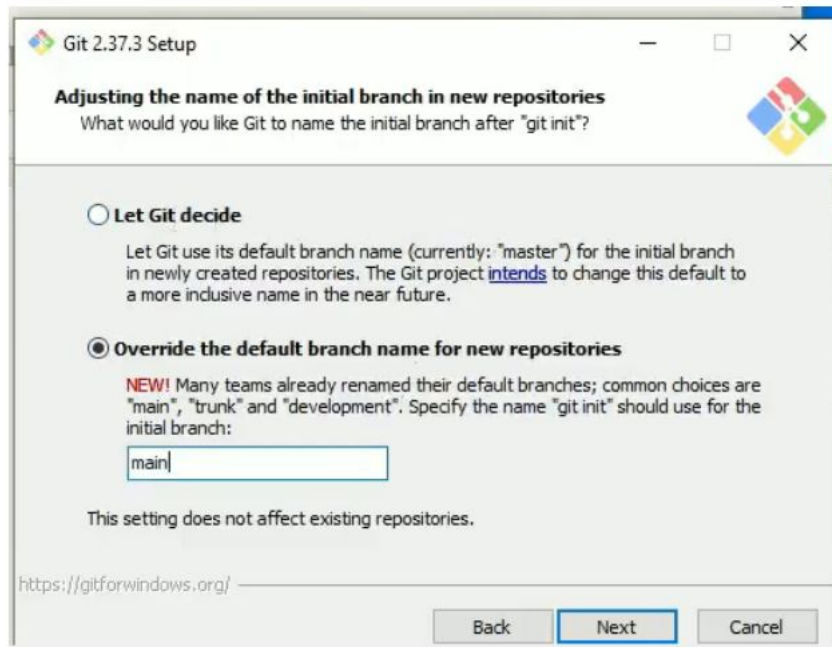 Git 2.37.3 Setup
Adjusting the name of the initial branch in new repositories
What would you like Git to name the initial branch after "git init"?
Let Git decide
Let Git use its default branch name (currently: "master") for the initial branch
in newly created repositories. The Git project intends to change this default to
a more inclusive name in the near future.
Override the default branch name for new repositories
NEW! Many teams already renamed their default branches; common choices are
"main", "trunk" and "development". Specify the name "git init" should use for the
initial branch:
main
This setting does not affect existing repositories.
https://gitforwindows.org/
Back Next Cancel